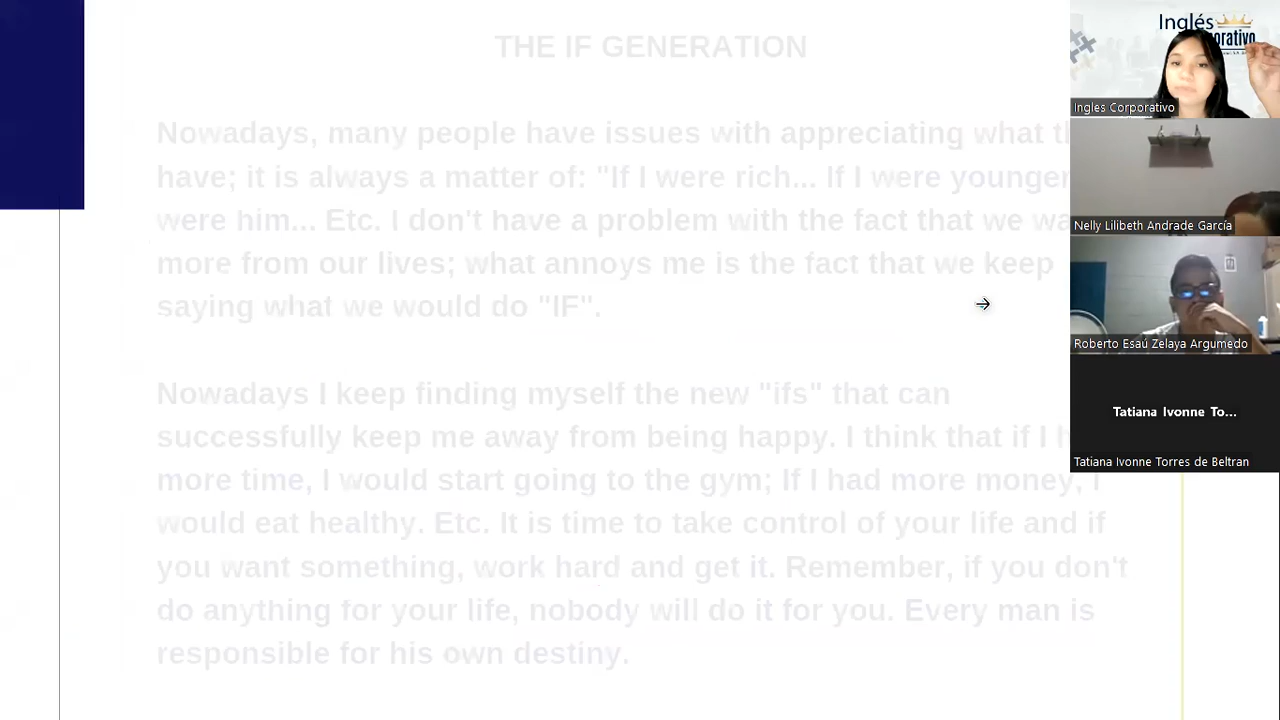 THE IF GENERATION
Nowadays, many people have issues with appreciating what
have; it is always a matter of: "If I were rich... If I were younger
were him... Etc. I don't have a problem with the fact that we
more from our lives; what annoys me is the fact that we keep
saying what we would do "IF".
Nowadays I keep finding myself the new "ifs" that can
successfully keep me away from being happy. I think that if I
more time, I would start going to the gym; If I had more money, I
would eat healthy. Etc. It is time to take control of your life and if
you want something, work hard and get it. Remember, if you don't
do anything for your life, nobody will do it for you. Every man is
responsible for his own destiny.
Inglés
Ingles Corporativo
Nelly Lilibeth Andrade García
Roberto Esaú Zelaya Argumedo
Tatiana Ivonne To...
Tatiana Ivonne Torres de Beltran